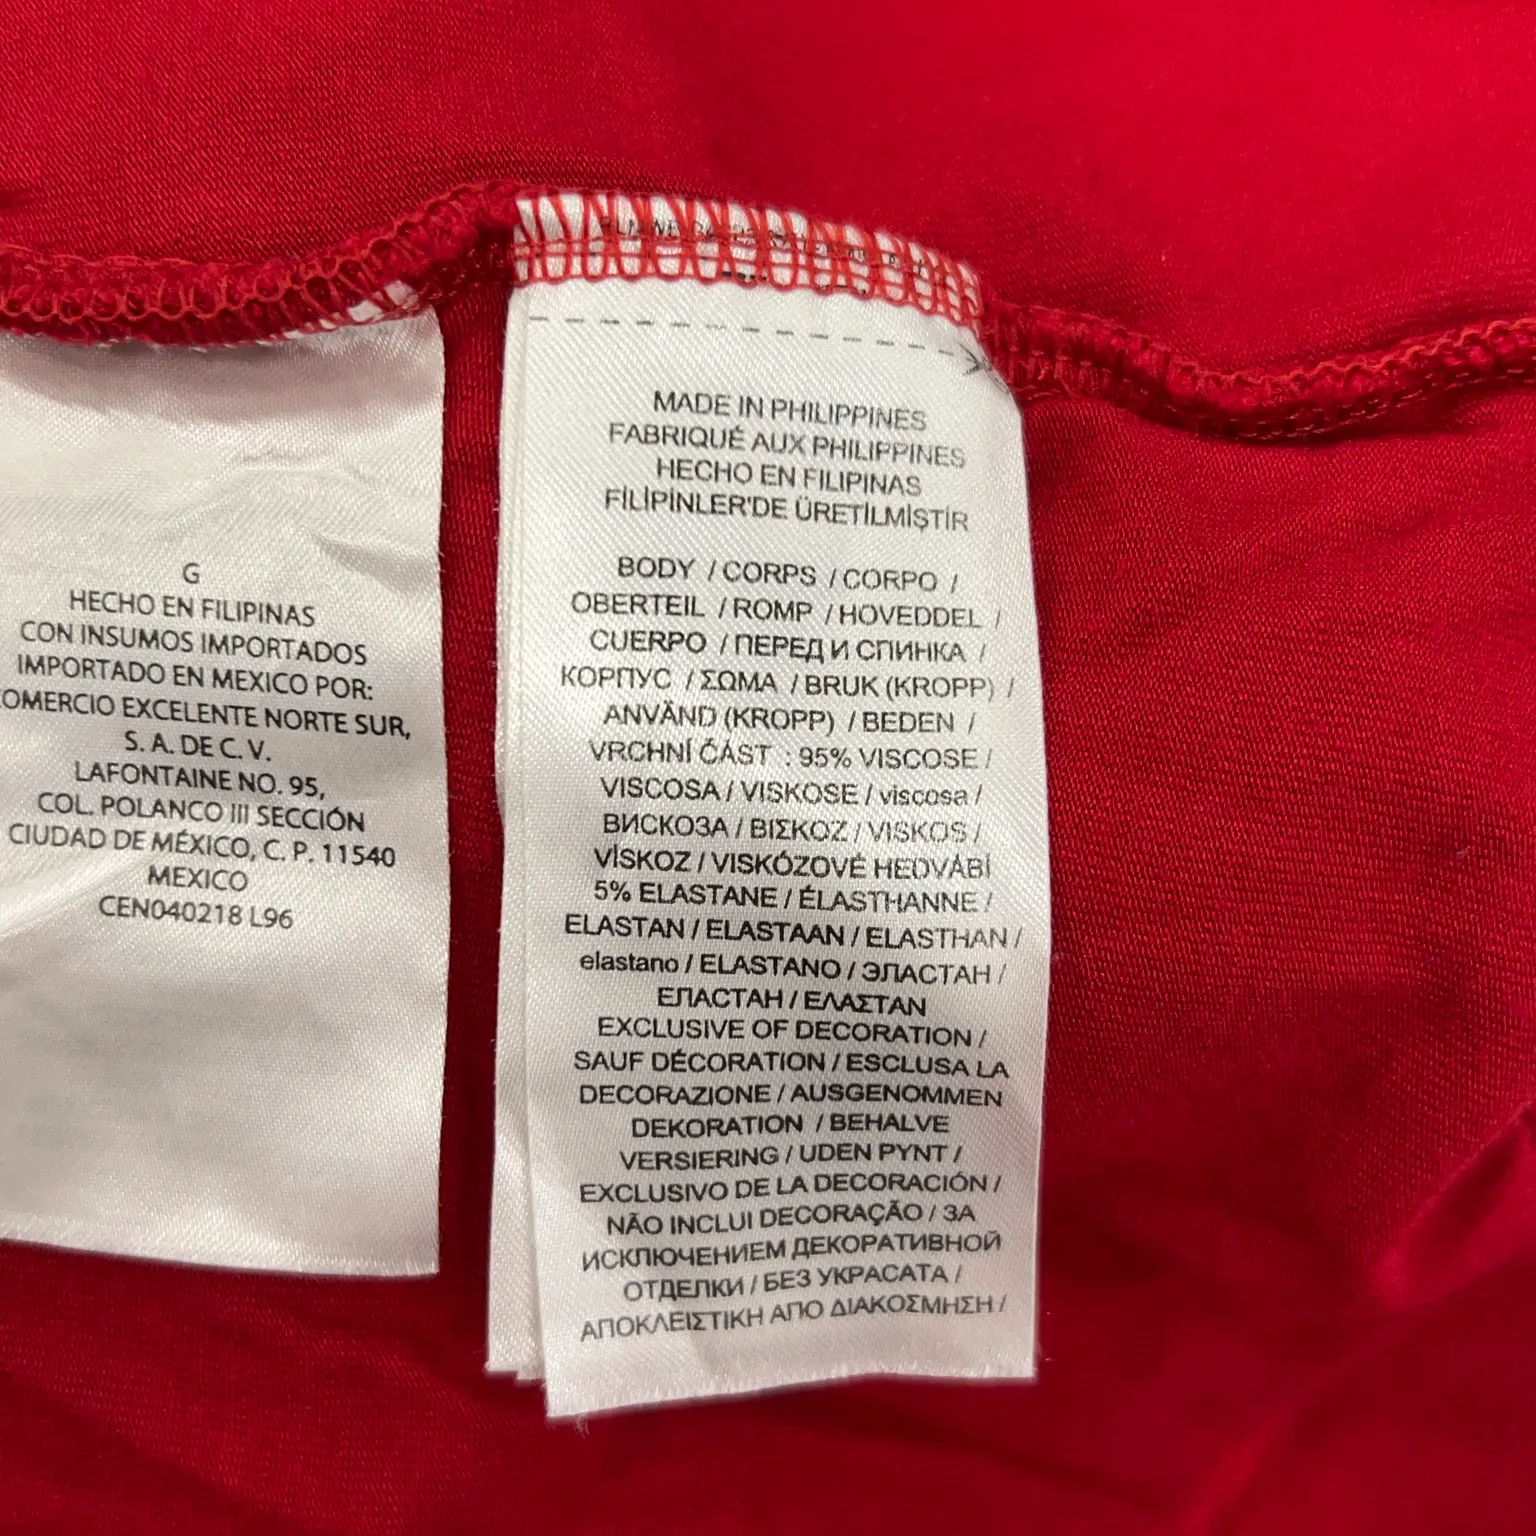 G
HECHO EN FILIPINAS
CON INSUMOS IMPORTADOS
IMPORTADO EN MEXICO POR:
OMERCIO EXCELENTE NORTE SUR,
S. A. DE C. V.
LAFONTAINE NO. 95,
COL. POLANCO III SECCIÓN
CIUDAD DE MÉXICO, C. P. 11540
MEXICO
CEN040218 L96
MADE IN PHILIPPINES
FABRIQUÉ AUX PHILIPPINES
HECHO EN FILIPINAS
FİLİPİNLER'DE ÜRETİLMİŞTİR
BODY / CORPS / CORPO /
OBERTEIL / ROMP / HOVEDDEL /
CUERPO / ПЕРЕД И СПИНКА /
КОРПУС / ΣΩΜΑ / BRUK (KROPP) /
ANVÄND (KROPP) / BEDEN /
VRCHNÍ ČÁST : 95% VISCOSE /
VISCOSA / VISKOSE / viscosa /
ВИСКОЗА / ΒΙΣΚΟΖ / VISKOS /
VİSKOZ / VISKÓZOVÉ HEDVÁBÍ
5% ELASTANE / ÉLASTHANNE /
ELASTAN / ELASTAAN / ELASTHAN /
elastano / ELASTANO / ЭЛАСТАН /
ЕЛАСТАН / ΕΛΑΣΤΑΝ
EXCLUSIVE OF DECORATION /
SAUF DÉCORATION / ESCLUSA LA
DECORAZIONE / AUSGENOMMEN
DEKORATION / BEHALVE
VERSIERING / UDEN PYNT /
EXCLUSIVO DE LA DECORACIÓN /
NÃO INCLUI DECORAÇÃO / ЗА
ИСКЛЮЧЕНИЕМ ДЕКОРАТИВНОЙ
ОТДЕЛКИ / БЕЗ УКРАСАТА /
ΑΠΟΚΛΕΙΣΤΙΚΗ ΑΠΟ ΔΙΑΚΟΣΜΗΣΗ /